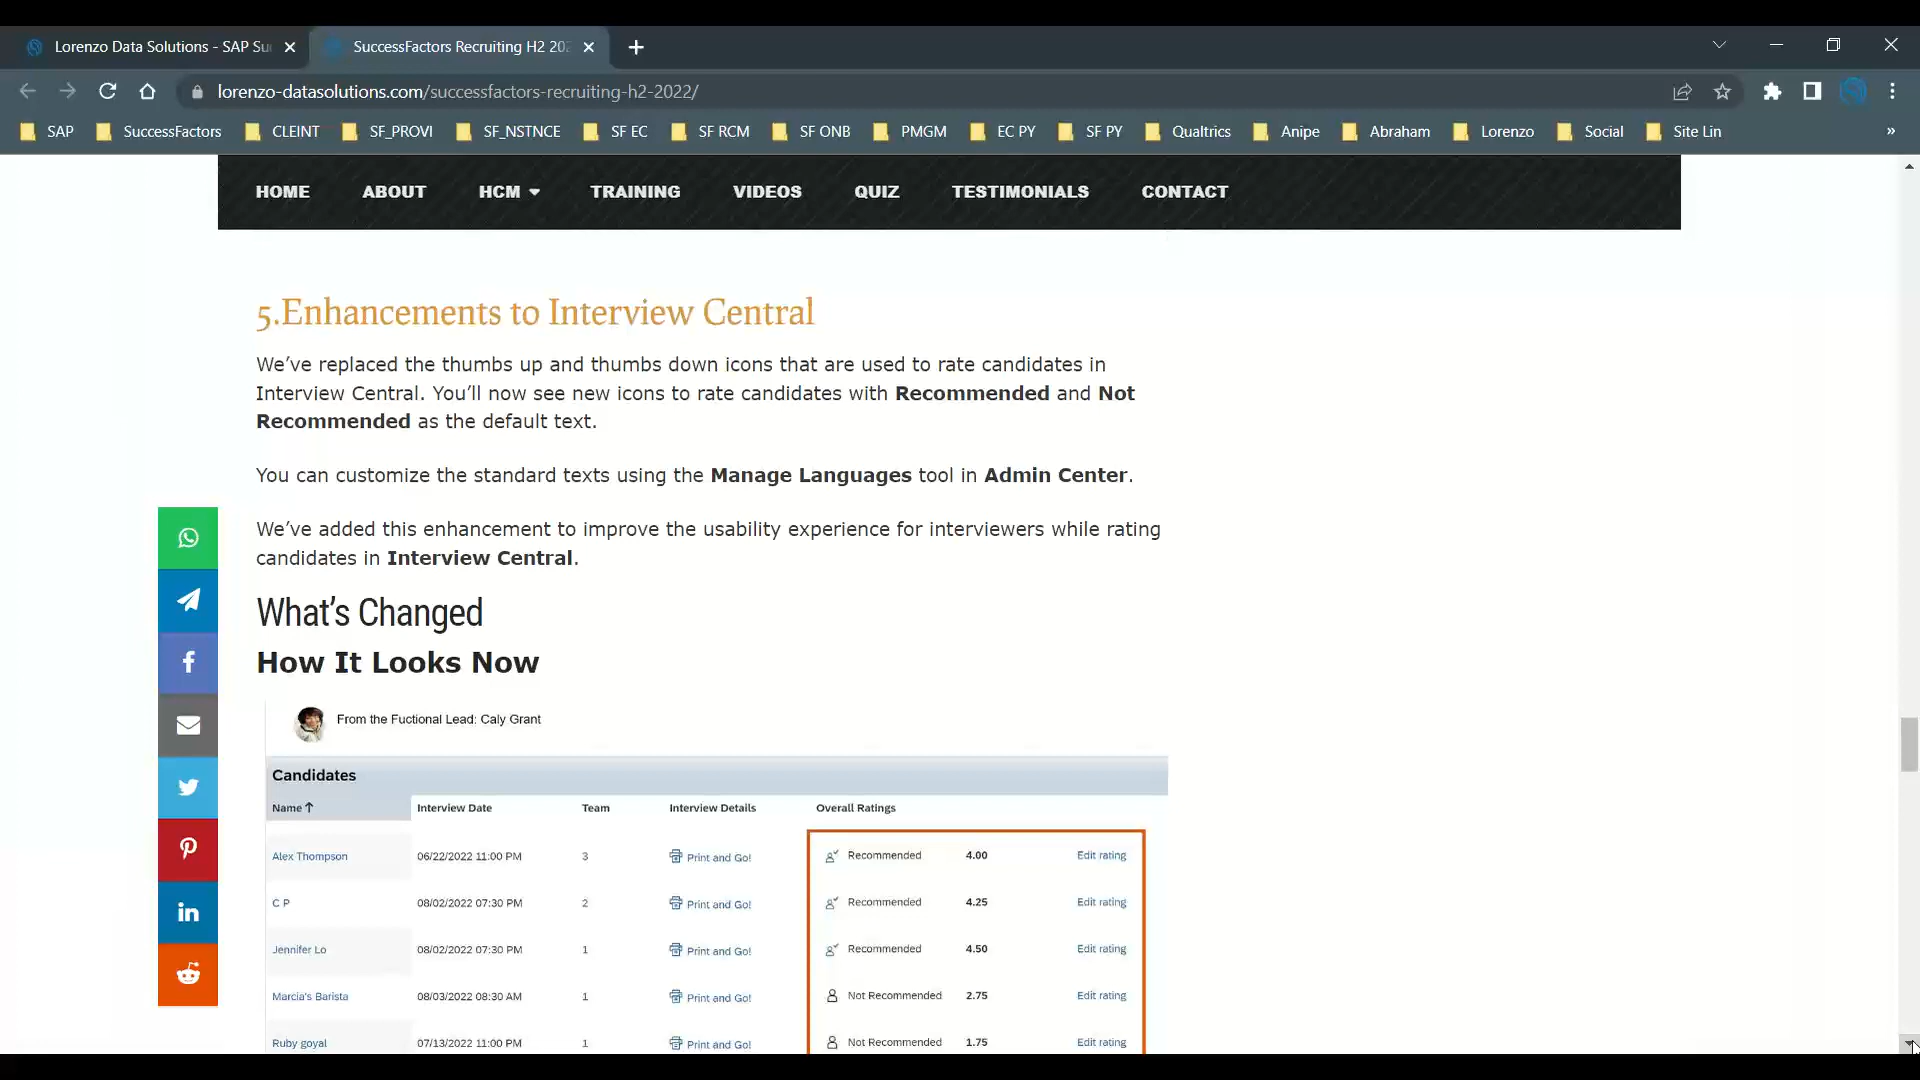 Lorenzo Data Solutions - SAP Su
SuccessFactors Recruiting H2 202
lorenzo-datasolutions.com/successfactors-recruiting-h2-2022/
SAP SuccessFactors CLEINT SF_PROVI SF_NSTNCE SF EC SF RCM SF ONB PMGM EC PY SF PY Qualtrics Anipe Abraham Lorenzo Social Site Lin »
HOME ABOUT HCM TRAINING VIDEOS QUIZ TESTIMONIALS CONTACT
5.Enhancements to Interview Central
We’ve replaced the thumbs up and thumbs down icons that are used to rate candidates in
Interview Central. You’ll now see new icons to rate candidates with Recommended and Not
Recommended as the default text.
You can customize the standard texts using the Manage Languages tool in Admin Center.
We’ve added this enhancement to improve the usability experience for interviewers while rating
candidates in Interview Central.
What’s Changed
How It Looks Now
From the Fuctional Lead: Caly Grant
Candidates
Name Interview Date Team Interview Details Overall Ratings
Alex Thompson 06/22/2022 11:00 PM 3 Print and Go! Recommended 4.00 Edit rating
C P 08/02/2022 07:30 PM 2 Print and Go! Recommended 4.25 Edit rating
Jennifer Lo 08/02/2022 07:30 PM 1 Print and Go! Recommended 4.50 Edit rating
Marcia's Barista 08/03/2022 08:30 AM 1 Print and Go! Not Recommended 2.75 Edit rating
Ruby goyal 07/13/2022 11:00 PM 1 Print and Go! Not Recommended 1.75 Edit rating